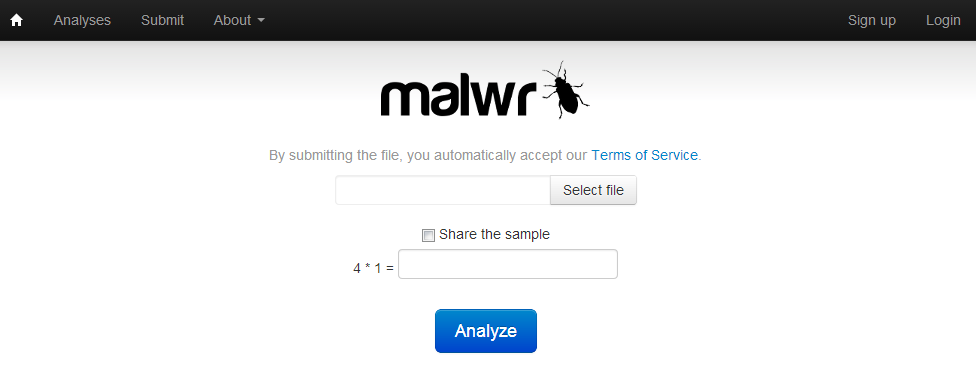 Analyses Submit About Sign up Login
malwr
By submitting the file, you automatically accept our Terms of Service.
Select file
Share the sample
4 * 1 =
Analyze